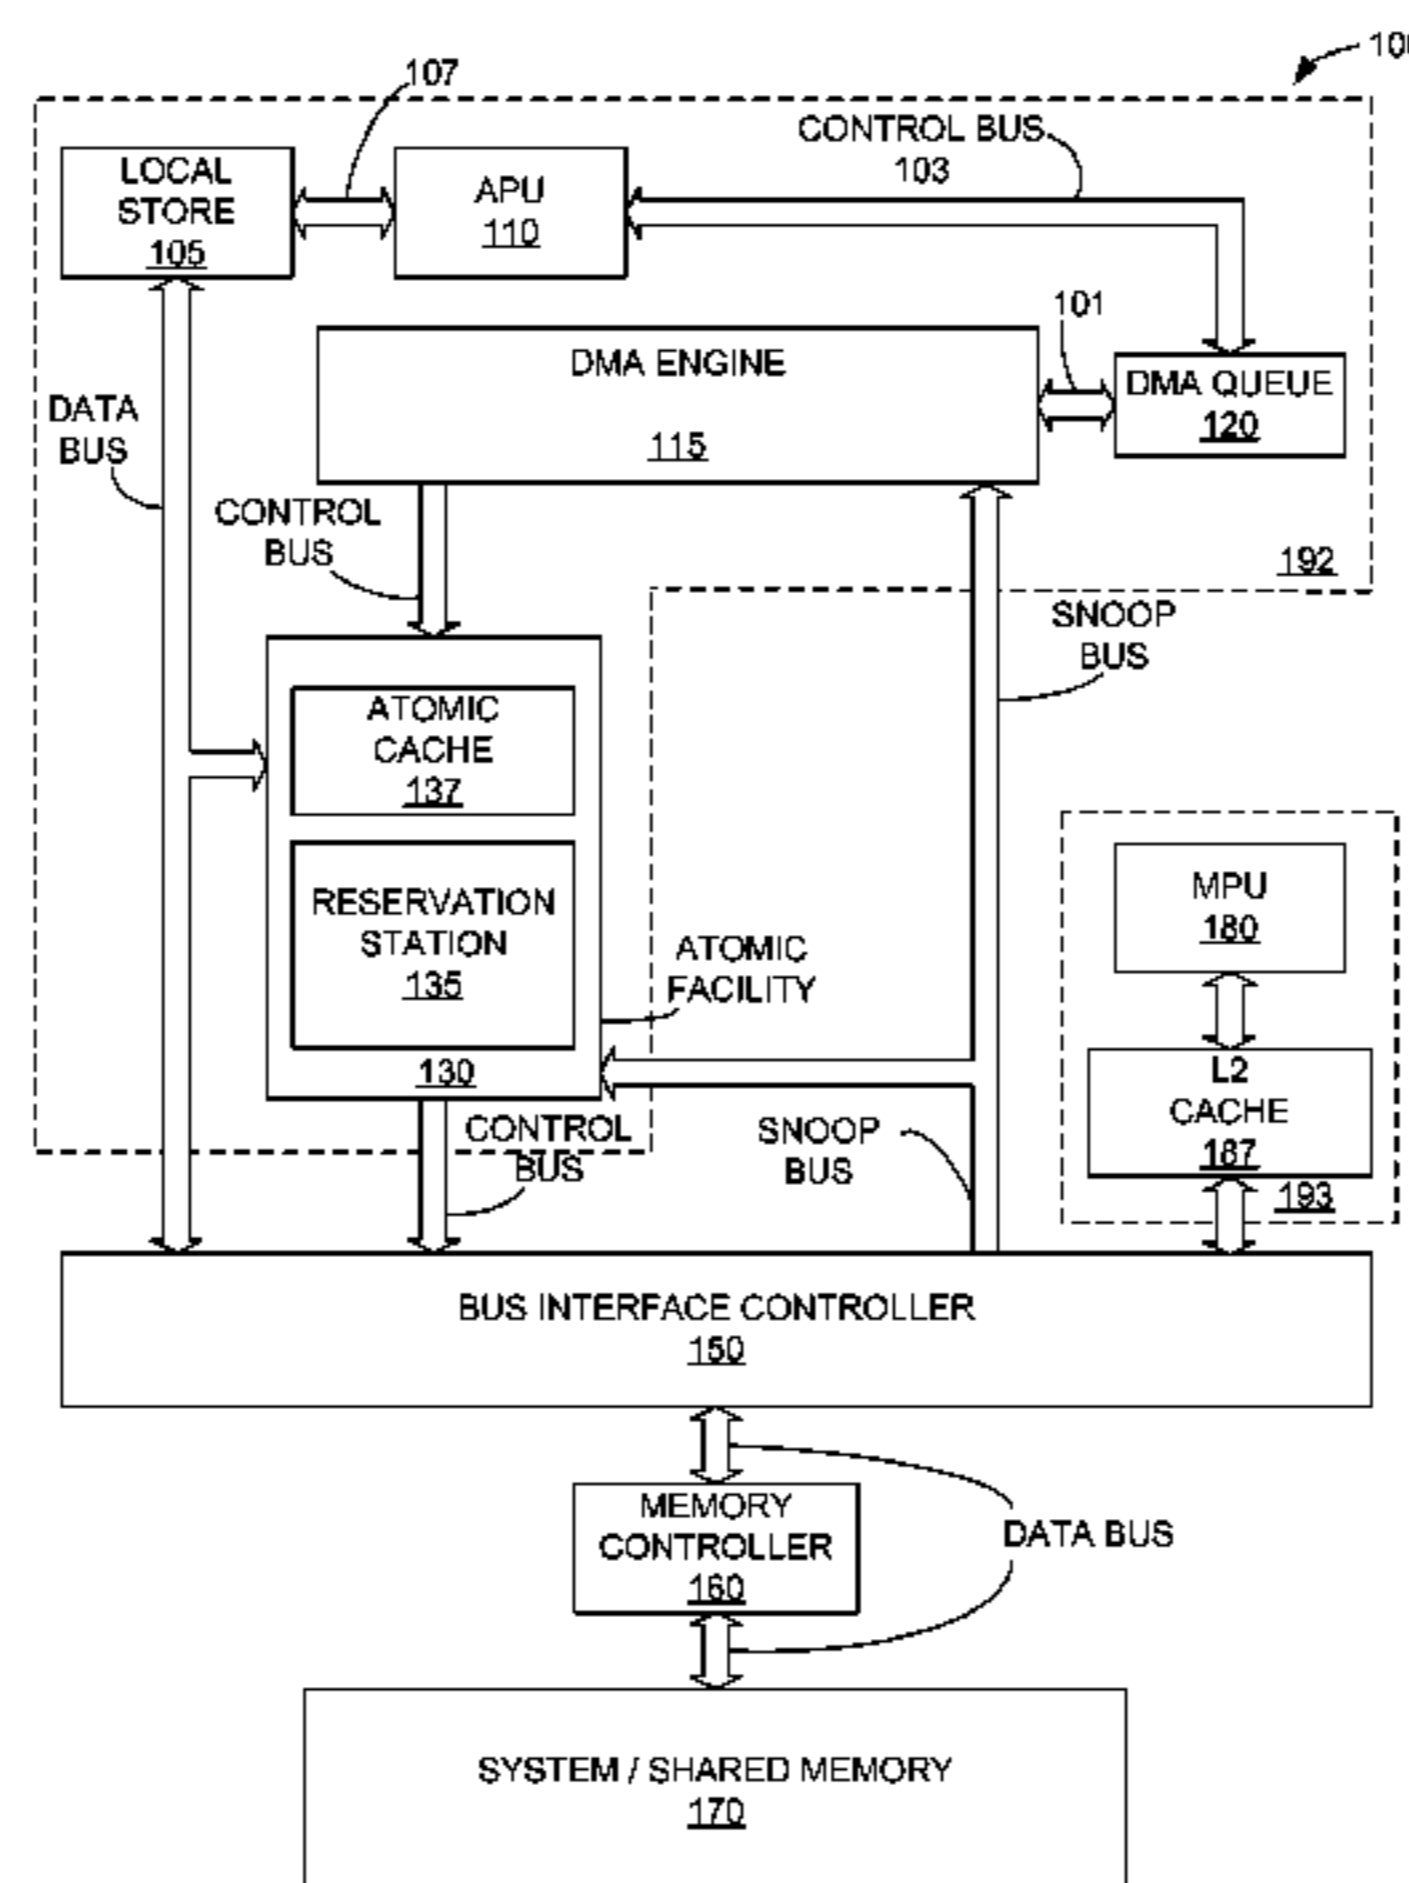 107
CONTROL BUS
103
LOCAL
STORE
105
APU
110
101
DMA ENGINE
115
DMA QUEUE
120
DATA
BUS
CONTROL
BUS
192
SNOOP
BUS
ATOMIC
CACHE
137
RESERVATION
STATION
135
130
ATOMIC
FACILITY
MPU
180
L2
CACHE
187
193
CONTROL
BUS
SNOOP
BUS
BUS INTERFACE CONTROLLER
150
MEMORY
CONTROLLER
160
DATA BUS
SYSTEM / SHARED MEMORY
170